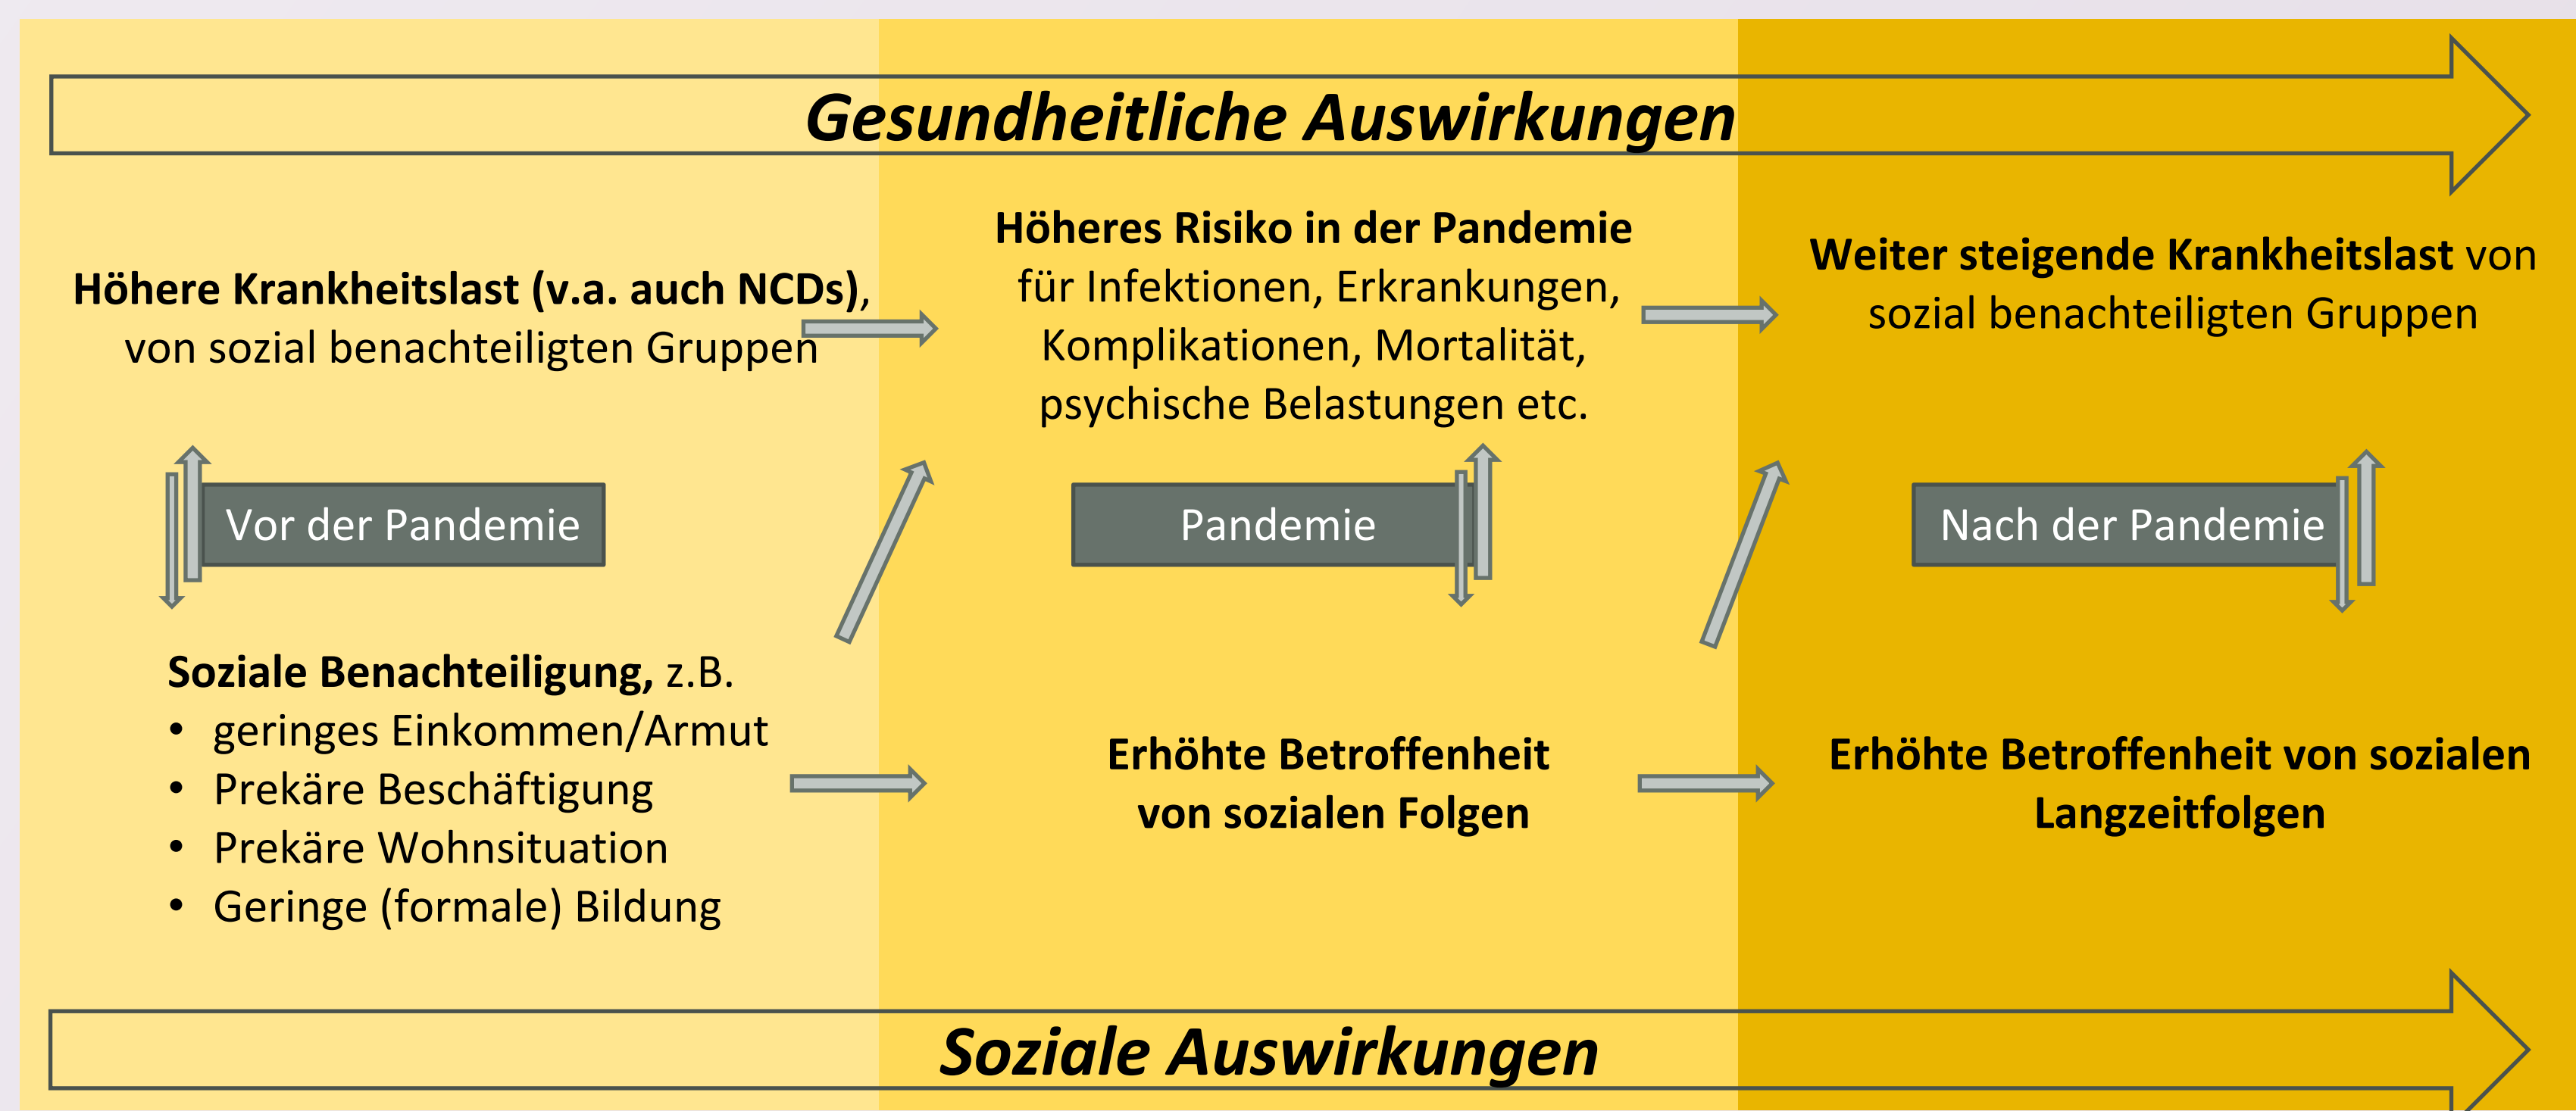 Gesundheitliche Auswirkungen
Höhere Krankheitslast (v.a. auch NCDs),
von sozial benachteiligten Gruppen
Höheres Risiko in der Pandemie
für Infektionen, Erkrankungen,
Komplikationen, Mortalität,
psychische Belastungen etc.
Weiter steigende Krankheitslast von
sozial benachteiligten Gruppen
Vor der Pandemie
Pandemie
Nach der Pandemie
Soziale Benachteiligung, z.B.
• geringes Einkommen/Armut
• Prekäre Beschäftigung
• Prekäre Wohnsituation
• Geringe (formale) Bildung
Erhöhte Betroffenheit
von sozialen Folgen
Erhöhte Betroffenheit von sozialen
Langzeitfolgen
Soziale Auswirkungen